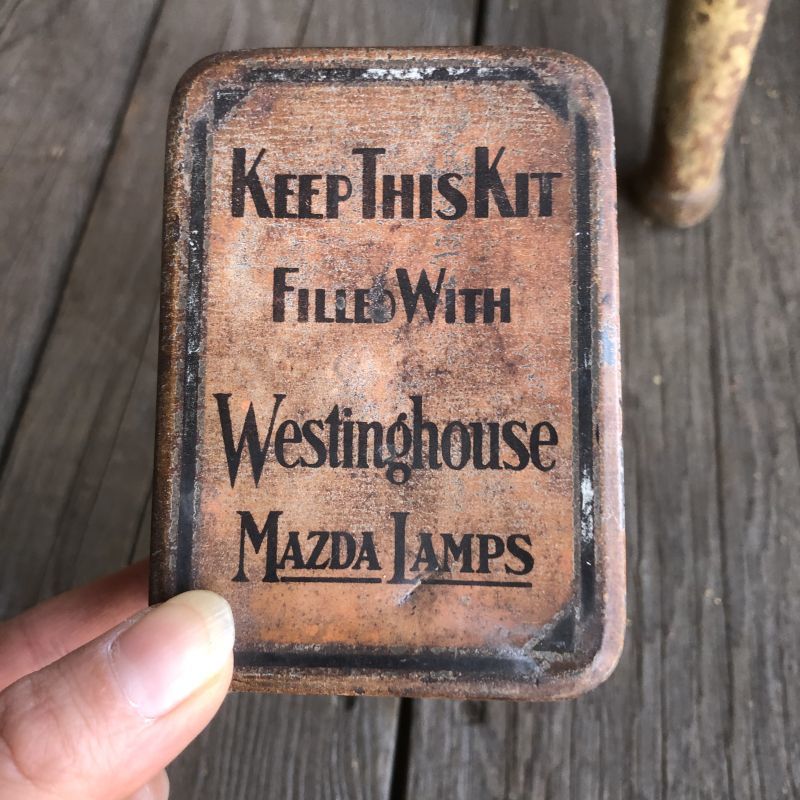 Keep This Kit
Filled With
Westinghouse
Mazda Lamps